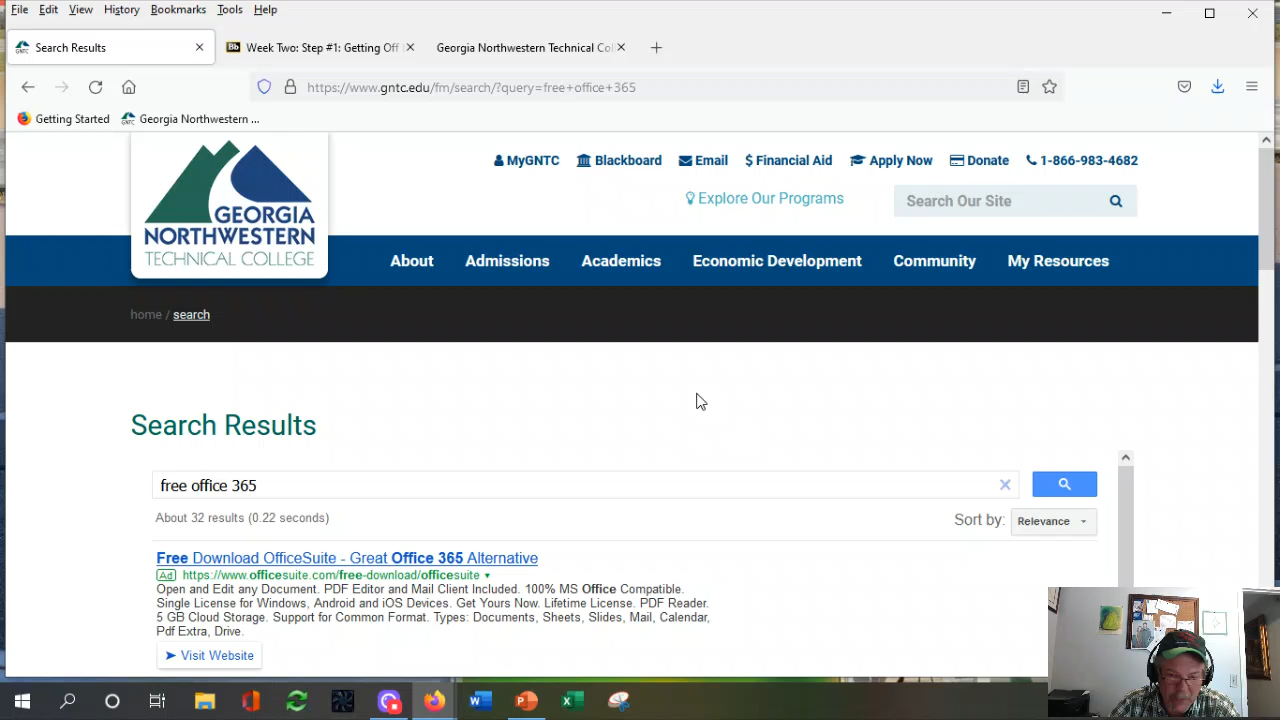 File Edit View History Bookmarks Tools Help
Search Results
Bb Week Two: Step #1: Getting Off
Georgia Northwestern Technical Col
https://www.gntc.edu/fm/search/?query=free+office+365
Getting Started
Georgia Northwestern ...
MyGNTC Blackboard Email $ Financial Aid Apply Now Donate 1-866-983-4682
Explore Our Programs
Search Our Site
GEORGIA
NORTHWESTERN
TECHNICAL COLLEGE
About Admissions Academics Economic Development Community My Resources
home / search
Search Results
free office 365
About 32 results (0.22 seconds)
Sort by: Relevance
Free Download OfficeSuite - Great Office 365 Alternative
Ad https://www.officesuite.com/free-download/officesuite
Open and Edit any Document. PDF Editor and Mail Client Included. 100% MS Office Compatible.
Single License for Windows, Android and iOS Devices. Get Yours Now. Lifetime License. PDF Reader.
5 GB Cloud Storage. Support for Common Format. Types: Documents, Sheets, Slides, Mail, Calendar,
Pdf Extra, Drive.
Visit Website